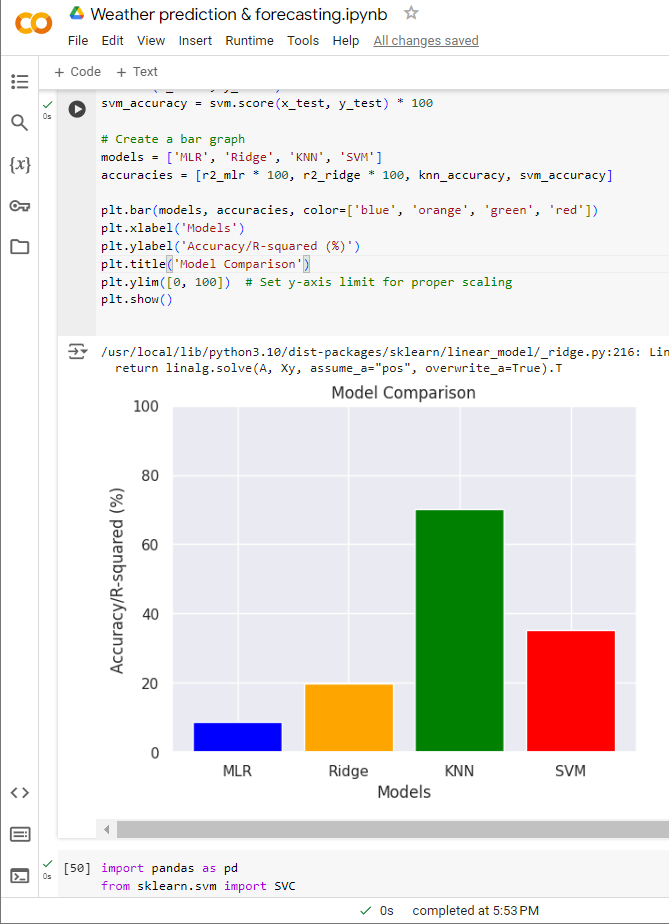 Weather prediction & forecasting.ipynb
File Edit View Insert Runtime Tools Help All changes saved
+ Code + Text
svm_accuracy = svm.score(x_test, y_test) * 100
0s
# Create a bar graph
models = ['MLR', 'Ridge', 'KNN', 'SVM']
accuracies = [r2_mlr * 100, r2_ridge * 100, knn_accuracy, svm_accuracy]
{x}
plt.bar(models, accuracies, color=['blue', 'orange', 'green', 'red'])
plt.xlabel('Models')
plt.ylabel('Accuracy/R-squared (%)')
plt.title('Model Comparison')
plt.ylim([0, 100])  # Set y-axis limit for proper scaling
plt.show()
/usr/local/lib/python3.10/dist-packages/sklearn/linear_model/_ridge.py:216: Lin
return linalg.solve(A, Xy, assume_a="pos", overwrite_a=True).T
Model Comparison
100
80
60
40
20
0
Accuracy/R-squared (%)
MLR Ridge KNN SVM
Models
[50] import pandas as pd
0s
from sklearn.svm import SVC
0s completed at 5:53 PM